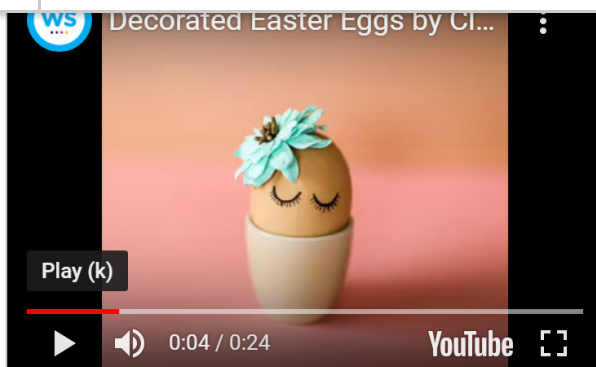 WS
Decorated Easter Eggs by Cl...
Play (k)
0:04 / 0:24
YouTube